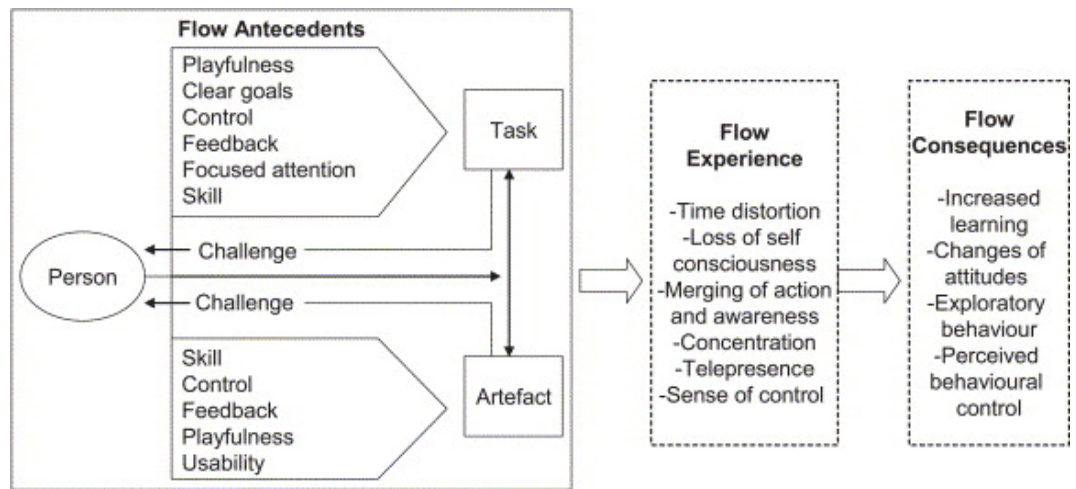 Flow Antecedents
Playfulness
Clear goals
Control
Feedback
Focused attention
Skill
Task
Challenge
Person
Challenge
Skill
Control
Feedback
Playfulness
Usability
Artefact
Flow
Experience
-Time distortion
-Loss of self
consciousness
-Merging of action
and awareness
-Concentration
-Telepresence
-Sense of control
Flow
Consequences
-Increased
learning
-Changes of
attitudes
-Exploratory
behaviour
-Perceived
behavioural
control